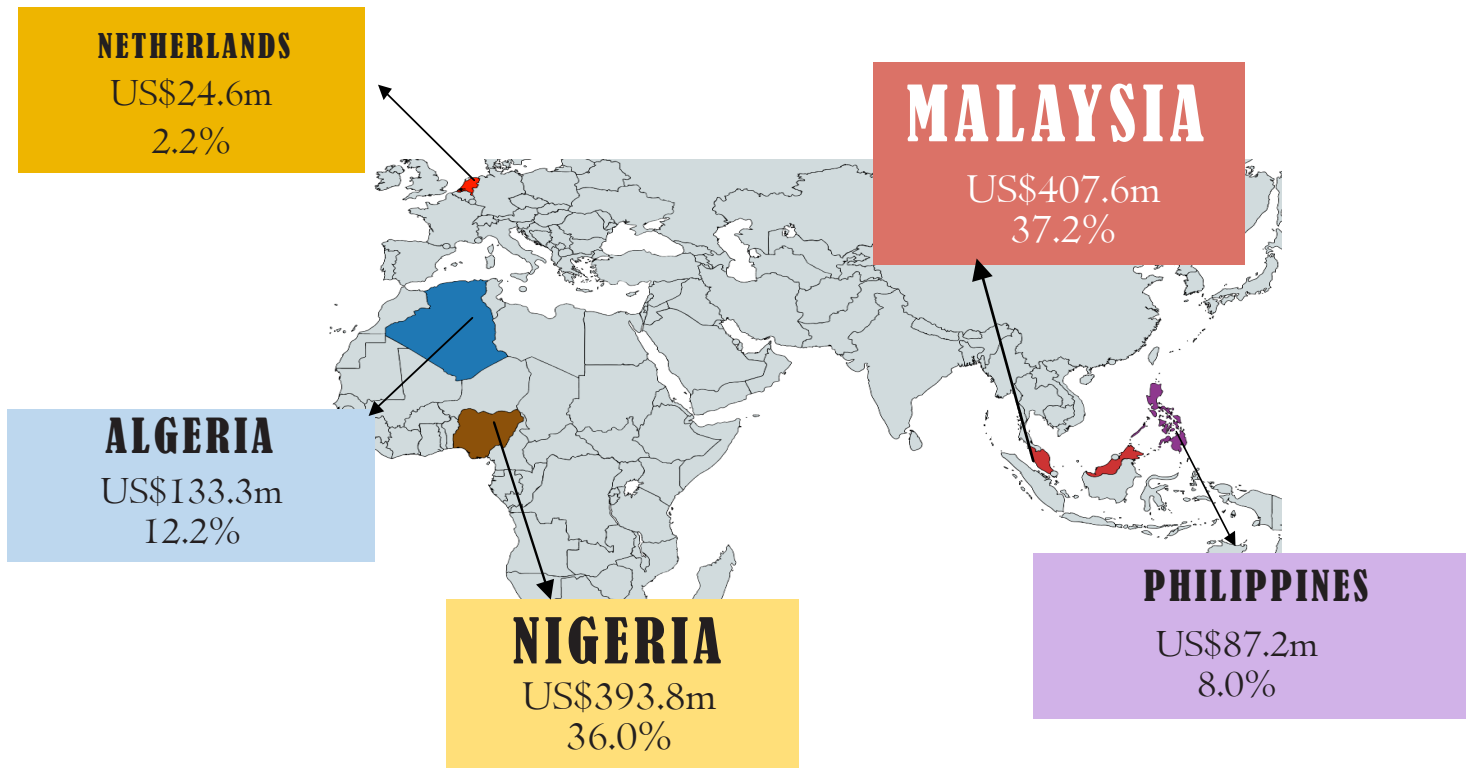 NETHERLANDS
US$24.6m
2.2%
MALAYSIA
US$407.6m
37.2%
ALGERIA
US$133.3m
12.2%
NIGERIA
US$393.8m
36.0%
PHILIPPINES
US$87.2m
8.0%